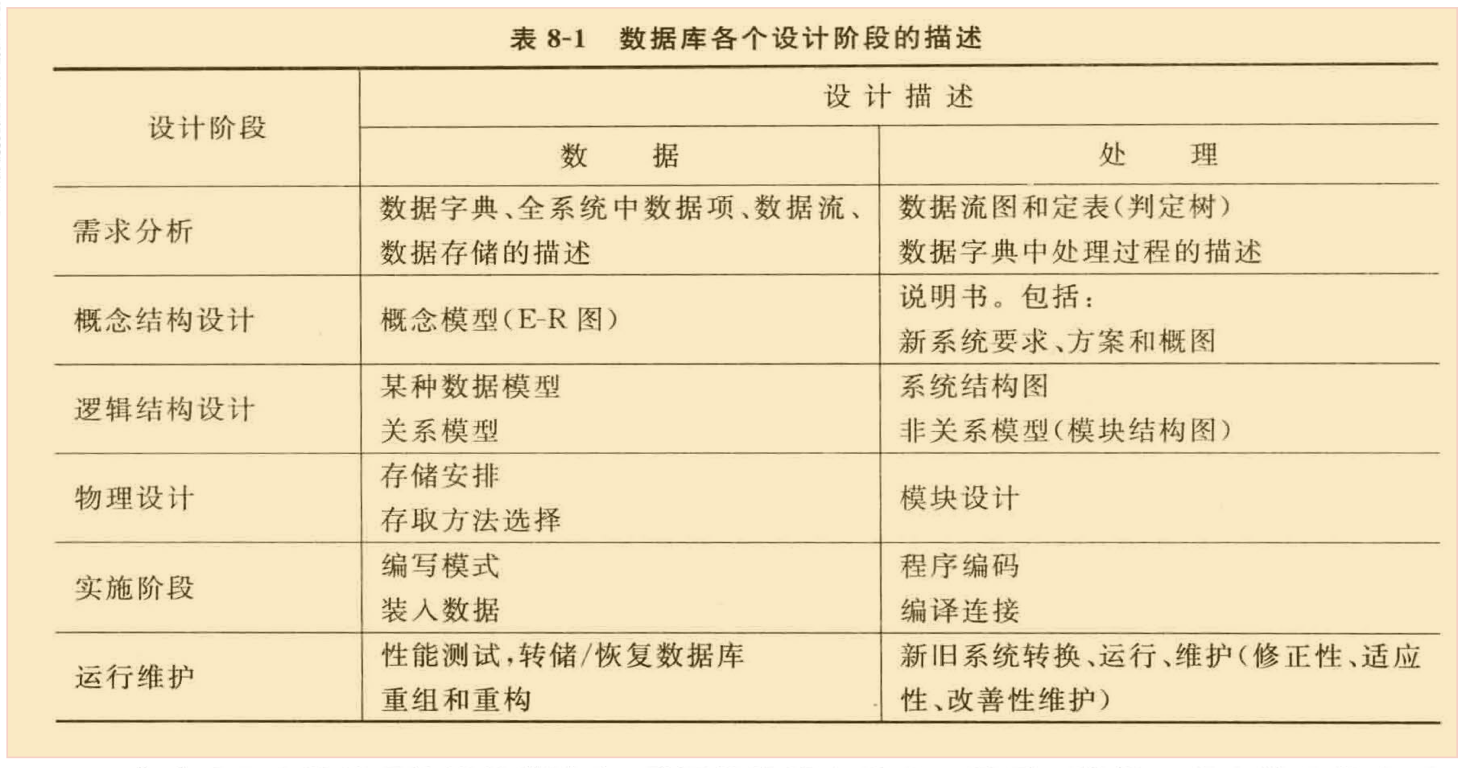 表 8-1 数据库各个设计阶段的描述
设计阶段
设计描述
数据
处理
需求分析
数据字典、全系统中数据项、数据流、
数据存储的描述
数据流图和定表(判定树)
数据字典中处理过程的描述
概念结构设计
概念模型(E-R 图)
说明书。包括:
新系统要求、方案和概图
逻辑结构设计
某种数据模型
关系模型
系统结构图
非关系模型(模块结构图)
物理设计
存储安排
存取方法选择
模块设计
实施阶段
编写模式
装入数据
程序编码
编译连接
运行维护
性能测试,转储/恢复数据库
重组和重构
新旧系统转换、运行、维护(修正性、适应
性、改善性维护)